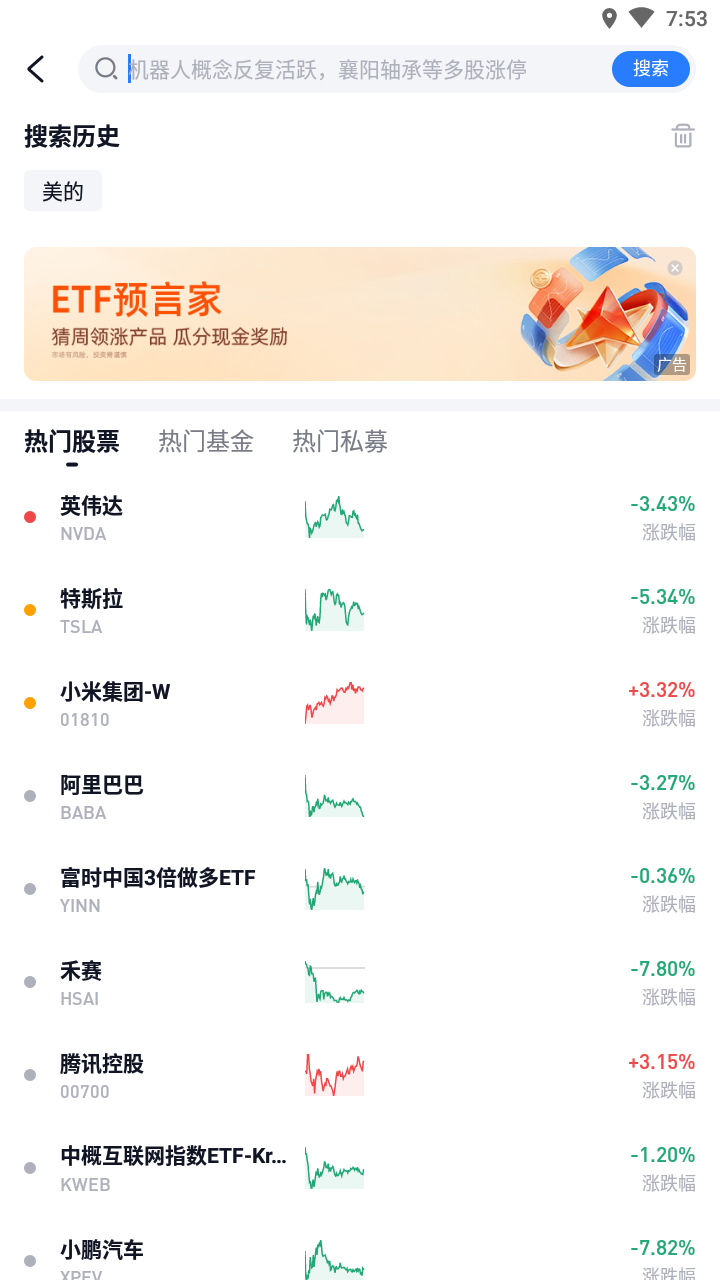 7:53
机器人概念反复活跃，襄阳轴承等多股涨停
搜索
搜索历史
美的
ETF预言家
猜周领涨产品 瓜分现金奖励
市场有风险，投资需谨慎
广告
热门股票 热门基金 热门私募
英伟达 -3.43%
NVDA 涨跌幅
特斯拉 -5.34%
TSLA 涨跌幅
小米集团-W +3.32%
01810 涨跌幅
阿里巴巴 -3.27%
BABA 涨跌幅
富时中国3倍做多ETF -0.36%
YINN 涨跌幅
禾赛 -7.80%
HSAI 涨跌幅
腾讯控股 +3.15%
00700 涨跌幅
中概互联网指数ETF-Kr... -1.20%
KWEB 涨跌幅
小鹏汽车 -7.82%
XPEV 涨跌幅